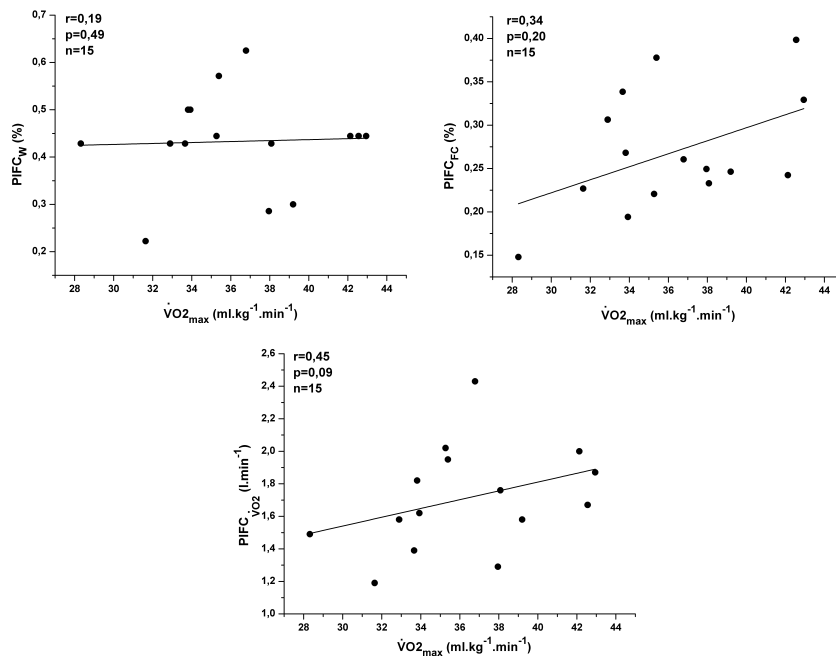 r=0,19
p=0,49
n=15
0,7
0,6
0,5
0,4
0,3
0,2
PIFC_W (%)
28 30 32 34 36 38 40 42 44
V̇O2_max (ml.kg⁻¹.min⁻¹)
r=0,34
p=0,20
n=15
0,40
0,35
0,30
0,25
0,20
0,15
PIFC_FC (%)
28 30 32 34 36 38 40 42 44
V̇O2_max (ml.kg⁻¹.min⁻¹)
r=0,45
p=0,09
n=15
2,6
2,4
2,2
2,0
1,8
1,6
1,4
1,2
1,0
PIFC_V̇O2 (l.min⁻¹)
28 30 32 34 36 38 40 42 44
V̇O2_max (ml.kg⁻¹.min⁻¹)